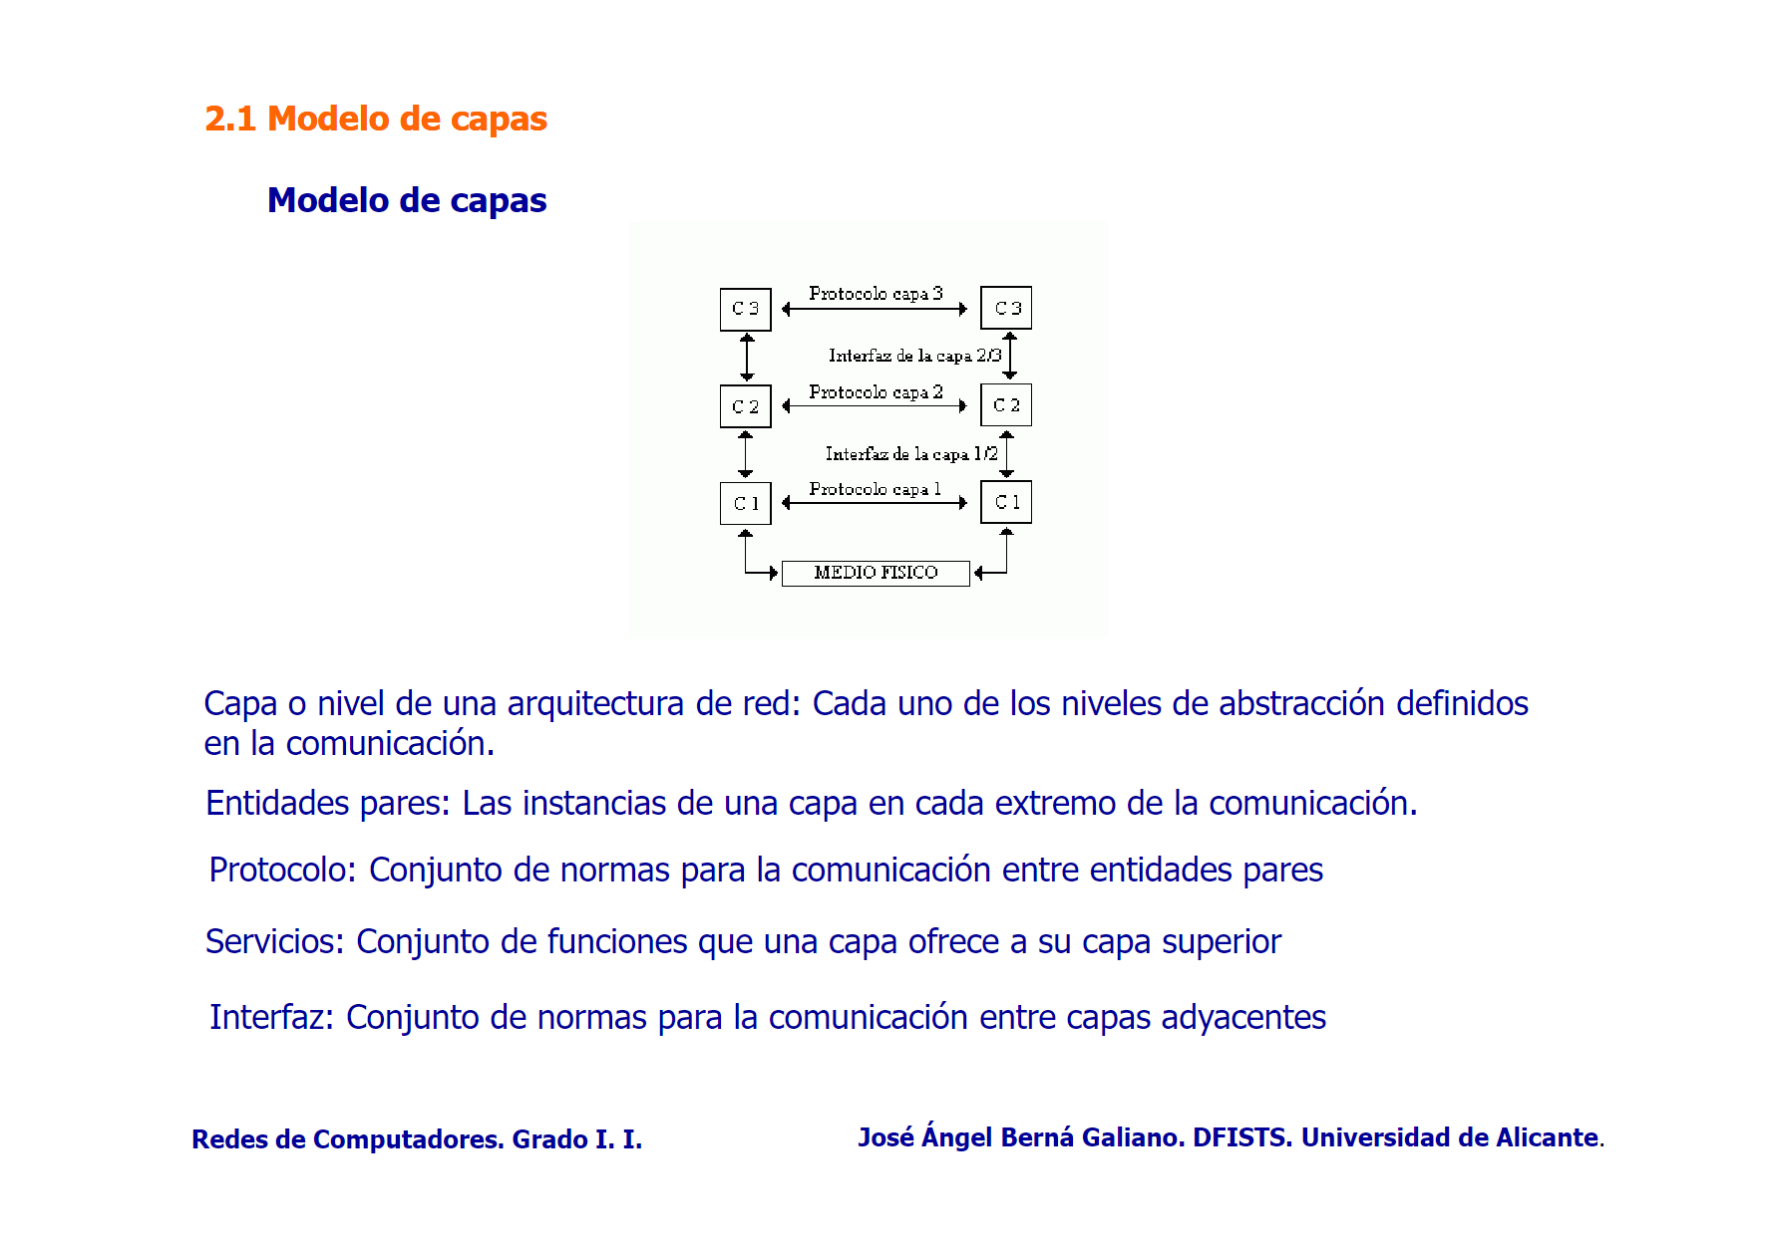 2.1 Modelo de capas
Modelo de capas
C 3
Protocolo capa 3
C 3
Interfaz de la capa 2/3
C 2
Protocolo capa 2
C 2
Interfaz de la capa 1/2
C 1
Protocolo capa 1
C 1
MEDIO FISICO
Capa o nivel de una arquitectura de red: Cada uno de los niveles de abstracción definidos
en la comunicación.
Entidades pares: Las instancias de una capa en cada extremo de la comunicación.
Protocolo: Conjunto de normas para la comunicación entre entidades pares
Servicios: Conjunto de funciones que una capa ofrece a su capa superior
Interfaz: Conjunto de normas para la comunicación entre capas adyacentes
Redes de Computadores. Grado I. I.
José Ángel Berná Galiano. DFISTS. Universidad de Alicante.